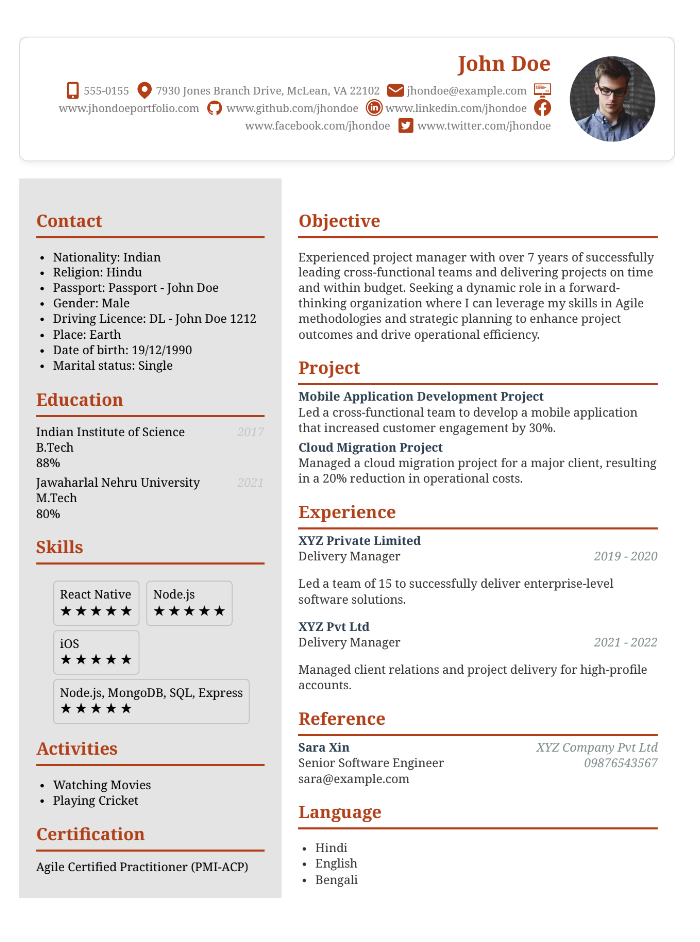 John Doe
555-0155 7930 Jones Branch Drive, McLean, VA 22102 jhondoe@example.com
www.jhondoeportfolio.com www.github.com/jhondoe www.linkedin.com/jhondoe
www.facebook.com/jhondoe www.twitter.com/jhondoe
Contact
• Nationality: Indian
• Religion: Hindu
• Passport: Passport - John Doe
• Gender: Male
• Driving Licence: DL - John Doe 1212
• Place: Earth
• Date of birth: 19/12/1990
• Marital status: Single
Education
Indian Institute of Science 2017
B.Tech
88%
Jawaharlal Nehru University 2021
M.Tech
80%
Skills
React Native Node.js
★★★★★ ★★★★★
iOS
★★★★★
Node.js, MongoDB, SQL, Express
★★★★★
Activities
• Watching Movies
• Playing Cricket
Certification
Agile Certified Practitioner (PMI-ACP)
Objective
Experienced project manager with over 7 years of successfully
leading cross-functional teams and delivering projects on time
and within budget. Seeking a dynamic role in a forward-
thinking organization where I can leverage my skills in Agile
methodologies and strategic planning to enhance project
outcomes and drive operational efficiency.
Project
Mobile Application Development Project
Led a cross-functional team to develop a mobile application
that increased customer engagement by 30%.
Cloud Migration Project
Managed a cloud migration project for a major client, resulting
in a 20% reduction in operational costs.
Experience
XYZ Private Limited
Delivery Manager 2019 - 2020
Led a team of 15 to successfully deliver enterprise-level
software solutions.
XYZ Pvt Ltd
Delivery Manager 2021 - 2022
Managed client relations and project delivery for high-profile
accounts.
Reference
Sara Xin XYZ Company Pvt Ltd
Senior Software Engineer 09876543567
sara@example.com
Language
• Hindi
• English
• Bengali